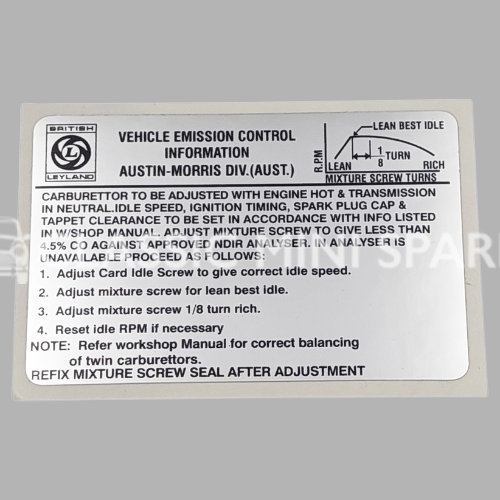 BRITISH
L
LEYLAND
VEHICLE EMISSION CONTROL
INFORMATION
AUSTIN-MORRIS DIV.(AUST.)
R.P.M
LEAN BEST IDLE
1
8
TURN
LEAN
RICH
MIXTURE SCREW TURNS
CARBURETTOR TO BE ADJUSTED WITH ENGINE HOT & TRANSMISSION
IN NEUTRAL.IDLE SPEED, IGNITION TIMING, SPARK PLUG CAP &
TAPPET CLEARANCE TO BE SET IN ACCORDANCE WITH INFO LISTED
IN W/SHOP MANUAL. ADJUST MIXTURE SCREW TO GIVE LESS THAN
4.5% CO AGAINST APPROVED NDIR ANALYSER. IN ANALYSER IS
UNAVAILABLE PROCEED AS FOLLOWS:
1. Adjust Card Idle Screw to give correct idle speed.
2. Adjust mixture screw for lean best idle.
3. Adjust mixture screw 1/8 turn rich.
4. Reset idle RPM if necessary
NOTE: Refer workshop Manual for correct balancing
of twin carburettors.
REFIX MIXTURE SCREW SEAL AFTER ADJUSTMENT